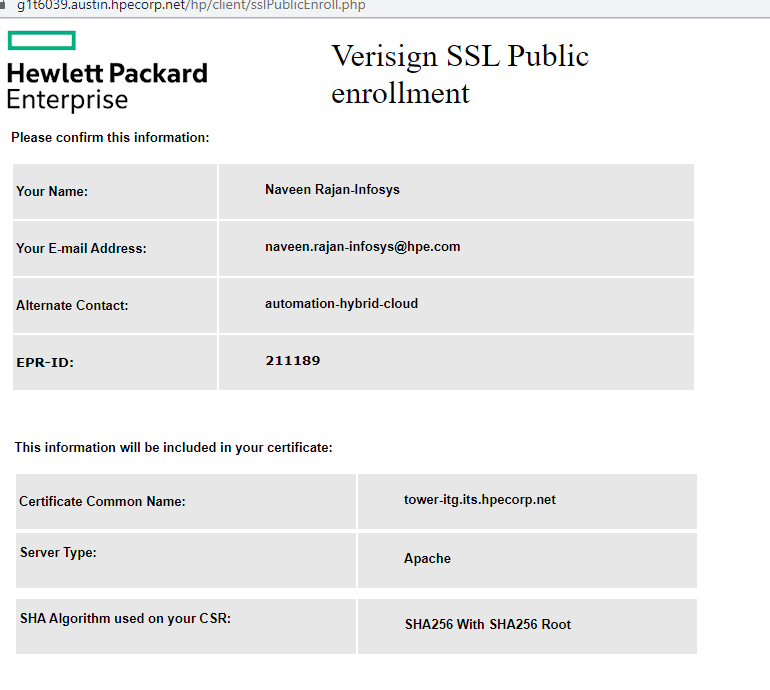 g1t6039.austin.hpecorp.net/hp/client/sslPublicEnroll.php
Hewlett Packard
Enterprise
Verisign SSL Public
enrollment
Please confirm this information:
Your Name: Naveen Rajan-Infosys
Your E-mail Address: naveen.rajan-infosys@hpe.com
Alternate Contact: automation-hybrid-cloud
EPR-ID: 211189
This information will be included in your certificate:
Certificate Common Name: tower-itg.its.hpecorp.net
Server Type: Apache
SHA Algorithm used on your CSR: SHA256 With SHA256 Root